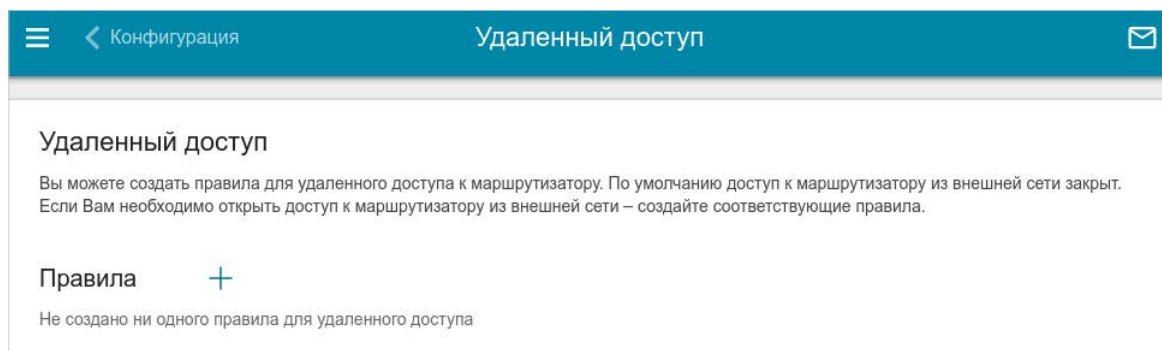 Конфигурация
Удаленный доступ
Удаленный доступ
Вы можете создать правила для удаленного доступа к маршрутизатору. По умолчанию доступ к маршрутизатору из внешней сети закрыт.
Если Вам необходимо открыть доступ к маршрутизатору из внешней сети – создайте соответствующие правила.
Правила
Не создано ни одного правила для удаленного доступа